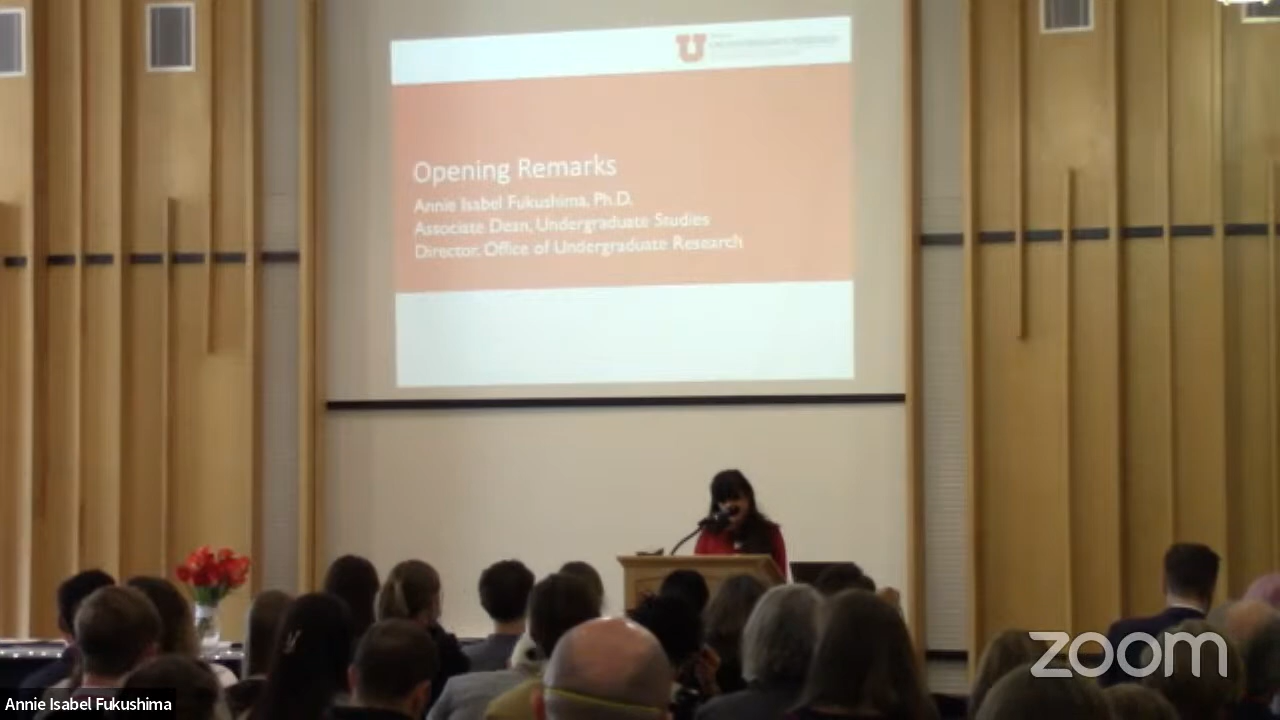 U
Opening Remarks
Annie Isabel Fukushima, Ph.D.
Associate Dean, Undergraduate Studies
Director, Office of Undergraduate Research
zoom
Annie Isabel Fukushima